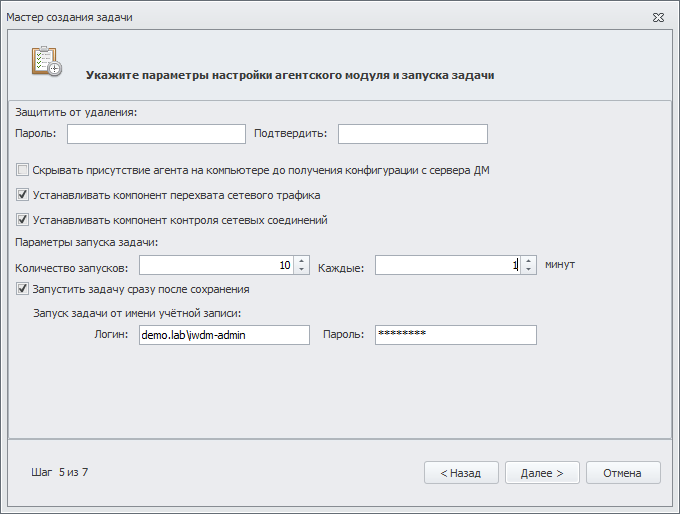 Мастер создания задачи
Укажите параметры настройки агентского модуля и запуска задачи
Защитить от удаления:
Пароль: Подтвердить:
Скрывать присутствие агента на компьютере до получения конфигурации с сервера ДМ
Устанавливать компонент перехвата сетевого трафика
Устанавливать компонент контроля сетевых соединений
Параметры запуска задачи:
Количество запусков: 10 Каждые: 1 минут
Запустить задачу сразу после сохранения
Запуск задачи от имени учётной записи:
Логин: demo.lab\iwdm-admin Пароль: ********
Шаг 5 из 7 < Назад Далее > Отмена